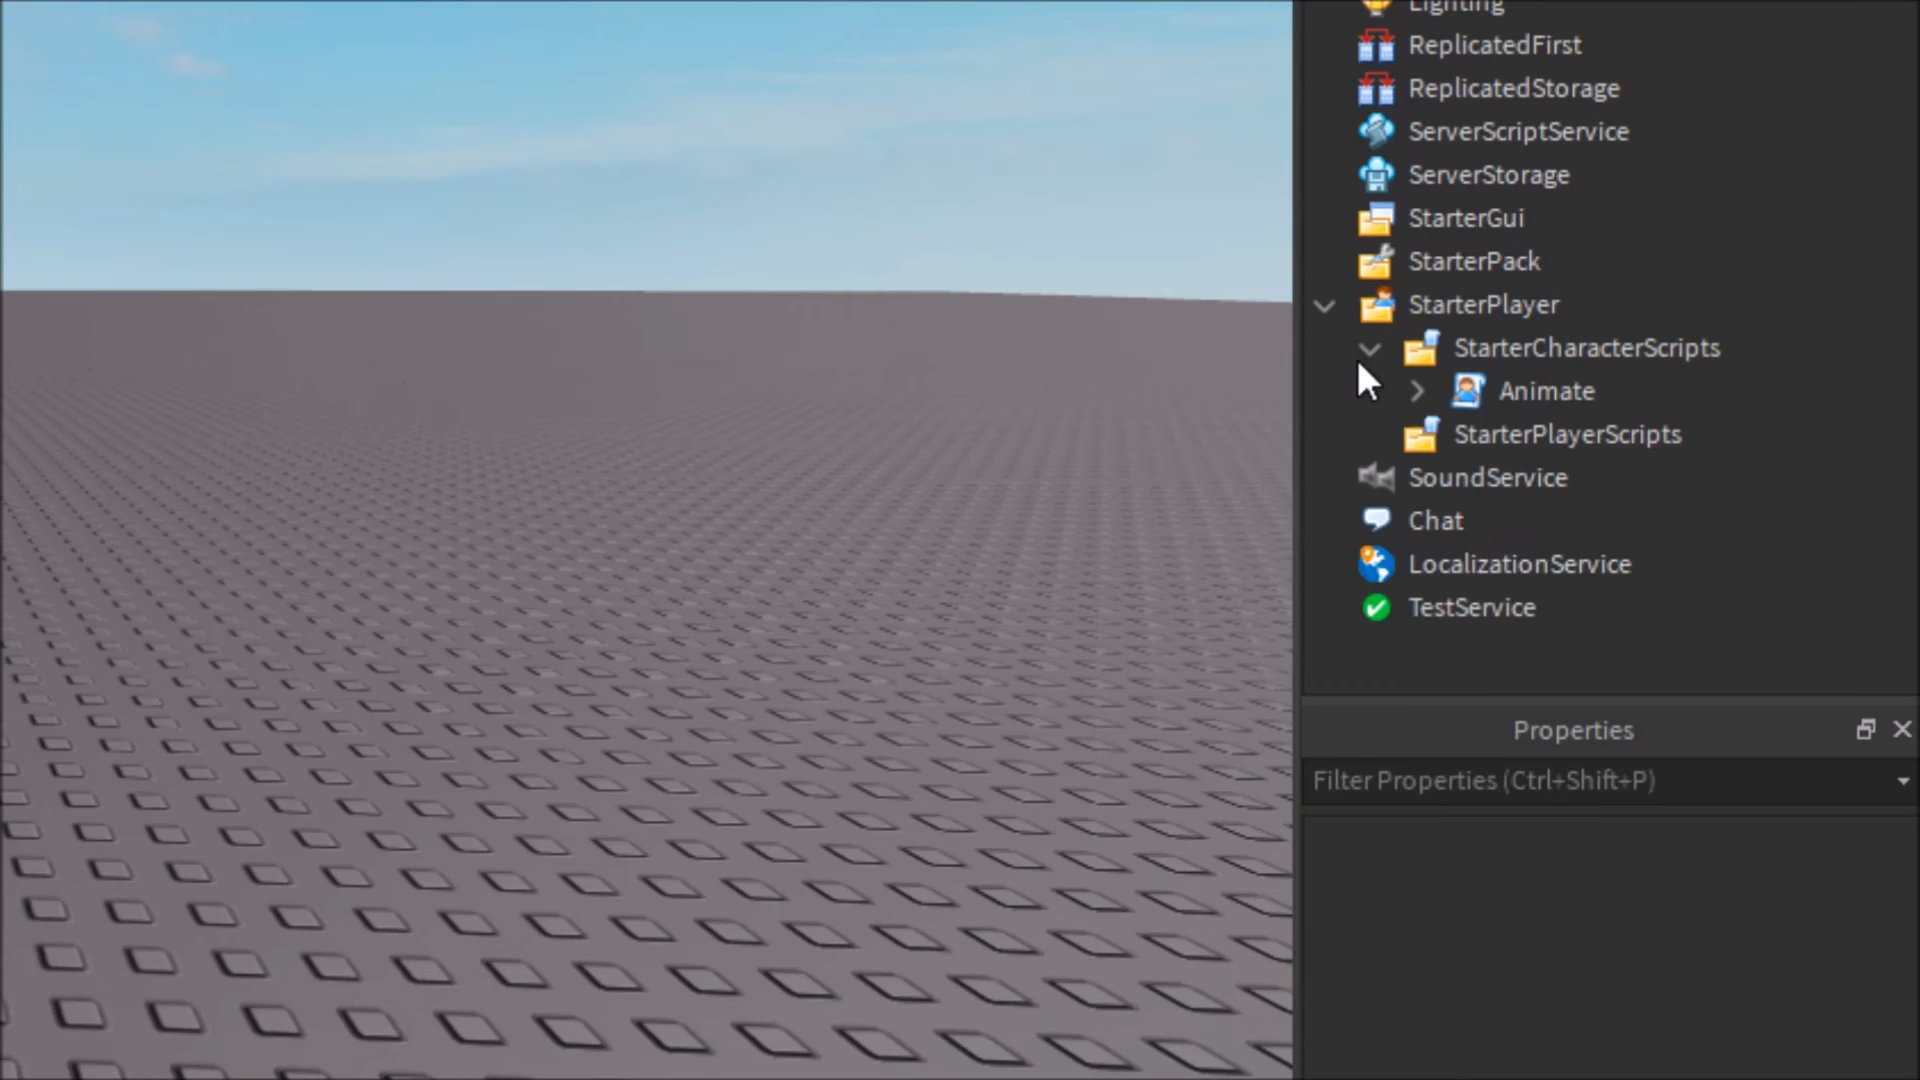 Lighting
ReplicatedFirst
ReplicatedStorage
ServerScriptService
ServerStorage
StarterGui
StarterPack
StarterPlayer
StarterCharacterScripts
Animate
StarterPlayerScripts
SoundService
Chat
LocalizationService
TestService
Properties
Filter Properties (Ctrl+Shift+P)